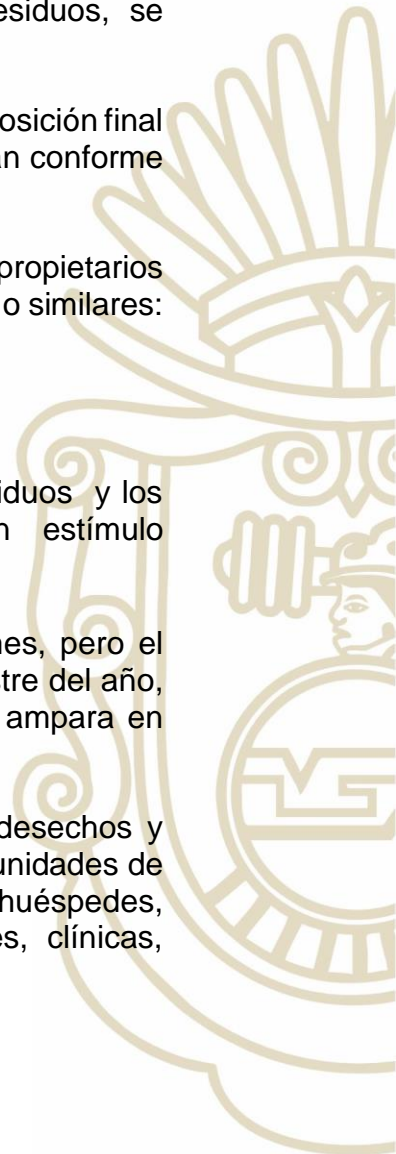 esiduos, se
osición final
an conforme
propietarios
o similares:
iduos y los
n estímulo
nes, pero el
stre del año,
ampara en
desechos y
unidades de
huéspedes,
es, clínicas,